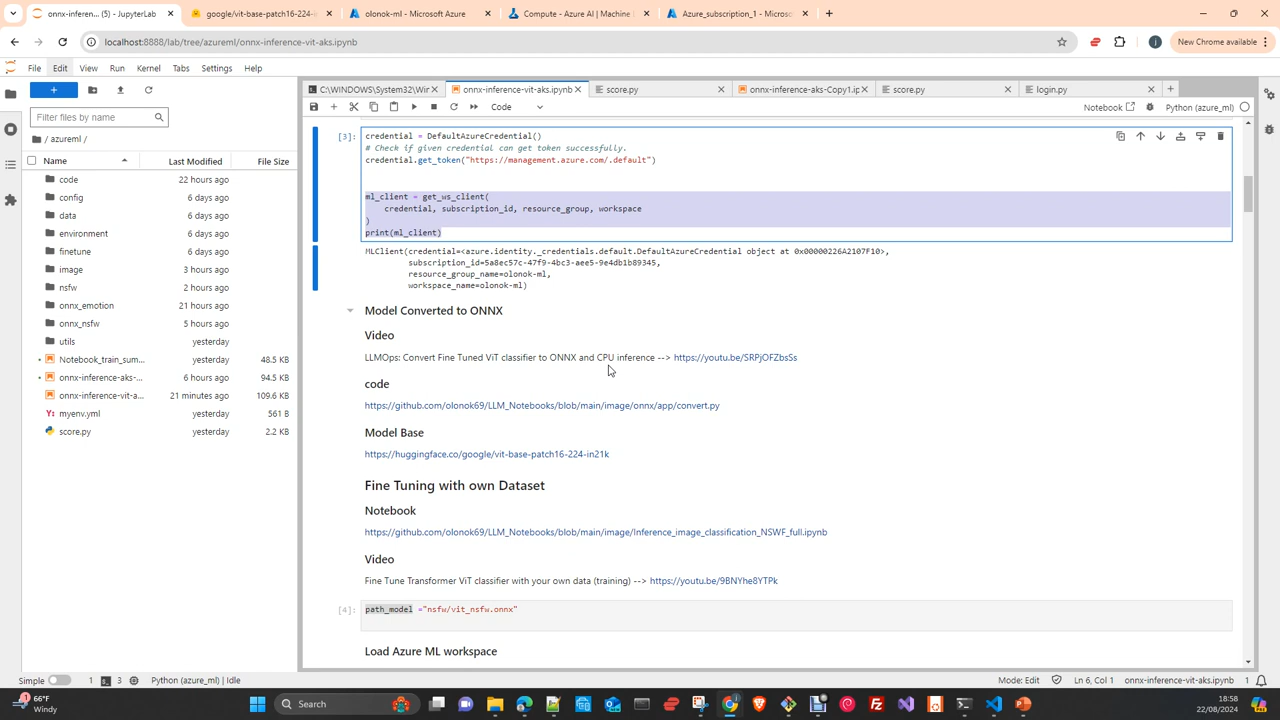 onnx-inferen... (5) - JupyterLab
google/vit-base-patch16-224-i
olonok-ml - Microsoft Azure
Compute - Azure AI | Machine
Azure_subscription_1 - Microso
localhost:8888/lab/tree/azureml/onnx-inference-vit-aks.ipynb
New Chrome available
File Edit View Run Kernel Tabs Settings Help
C:\WINDOWS\System32\Wir
onnx-inference-vit-aks.ipynb
score.py
onnx-inference-aks-Copy1.ip
score.py
login.py
Filter files by name
Code
Notebook
Python (azure_ml)
/ azureml /
Name Last Modified File Size
code 22 hours ago
config 6 days ago
data 6 days ago
environment 6 days ago
finetune 6 days ago
image 3 hours ago
nsfw 2 hours ago
onnx_emotion 21 hours ago
onnx_nsfw 5 hours ago
utils yesterday
Notebook_train_sum... yesterday 48.5 KB
onnx-inference-aks-... 6 hours ago 94.5 KB
onnx-inference-vit-a... 21 minutes ago 109.6 KB
myenv.yml yesterday 561 B
score.py yesterday 2.2 KB
[3]: credential = DefaultAzureCredential()
# Check if given credential can get token successfully.
credential.get_token("https://management.azure.com/.default")
ml_client = get_ws_client(
credential, subscription_id, resource_group, workspace
)
print(ml_client)
MLClient(credential=<azure.identity._credentials.default.DefaultAzureCredential object at 0x00000226A2107F10>,
subscription_id=5a8ec57c-47f9-4bc3-aee5-9e4db1b89345,
resource_group_name=olonok-ml,
workspace_name=olonok-ml)
Model Converted to ONNX
Video
LLMOps: Convert Fine Tuned ViT classifier to ONNX and CPU inference --> https://youtu.be/SRPjOFZbsSs
code
https://github.com/olonok69/LLM_Notebooks/blob/main/image/onnx/app/convert.py
Model Base
https://huggingface.co/google/vit-base-patch16-224-in21k
Fine Tuning with own Dataset
Notebook
https://github.com/olonok69/LLM_Notebooks/blob/main/image/Inference_image_classification_NSWF_full.ipynb
Video
Fine Tune Transformer ViT classifier with your own data (training) --> https://youtu.be/9BNYhe8YTPk
[4]: path_model ="nsfw/vit_nsfw.onnx"
Load Azure ML workspace
Simple 1 3 Python (azure_ml) | Idle
Mode: Edit Ln 6, Col 1 onnx-inference-vit-aks.ipynb 1
66°F
Windy
Search
18:58
22/08/2024